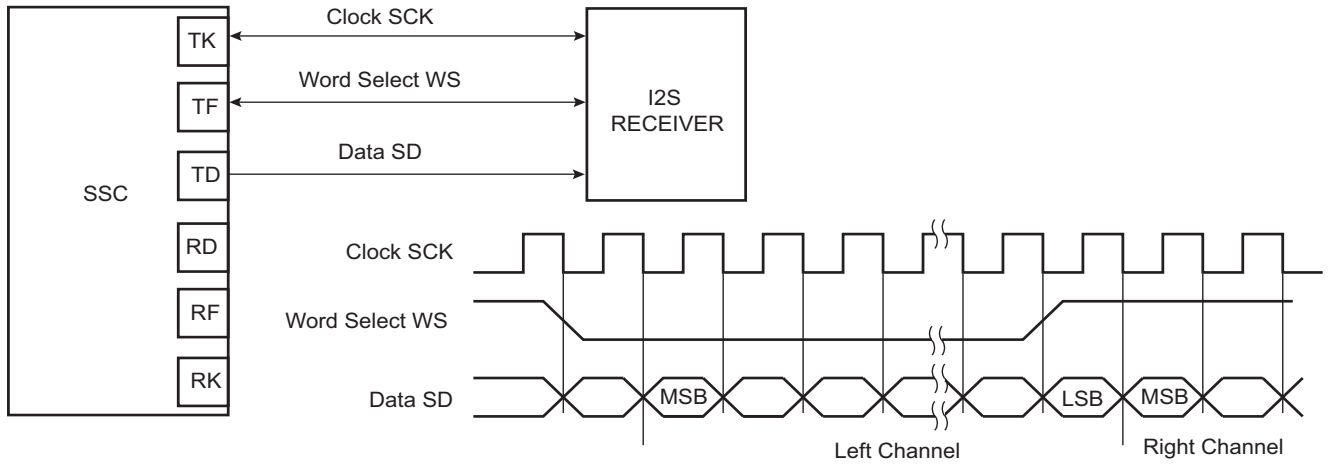 Clock SCK
TK
Word Select WS
TF
I2S
RECEIVER
Data SD
TD
SSC
RD
Clock SCK
RF
Word Select WS
RK
Data SD
MSB
LSB
MSB
Left Channel
Right Channel